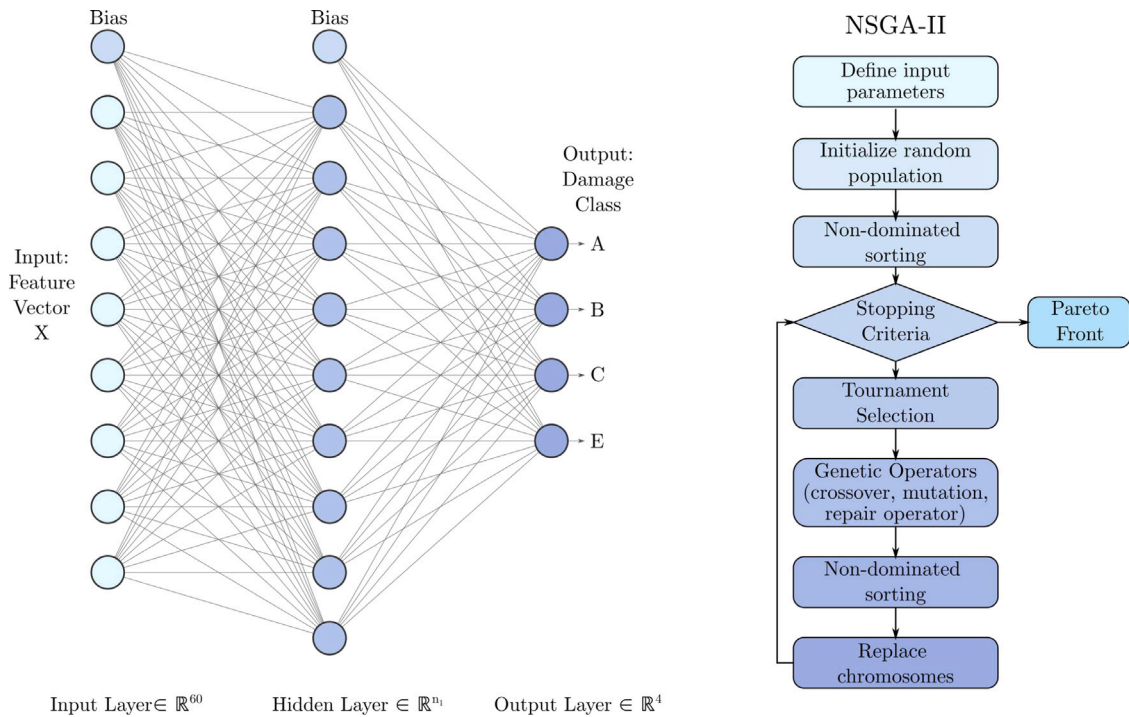 Bias
Bias
Input:
Feature
Vector
X
Output:
Damage
Class
A
B
C
E
Input Layer∈ ℝ⁶⁰
Hidden Layer ∈ ℝⁿ¹
Output Layer ∈ ℝ⁴
NSGA-II
Define input
parameters
Initialize random
population
Non-dominated
sorting
Stopping
Criteria
Pareto
Front
Tournament
Selection
Genetic Operators
(crossover, mutation,
repair operator)
Non-dominated
sorting
Replace
chromosomes